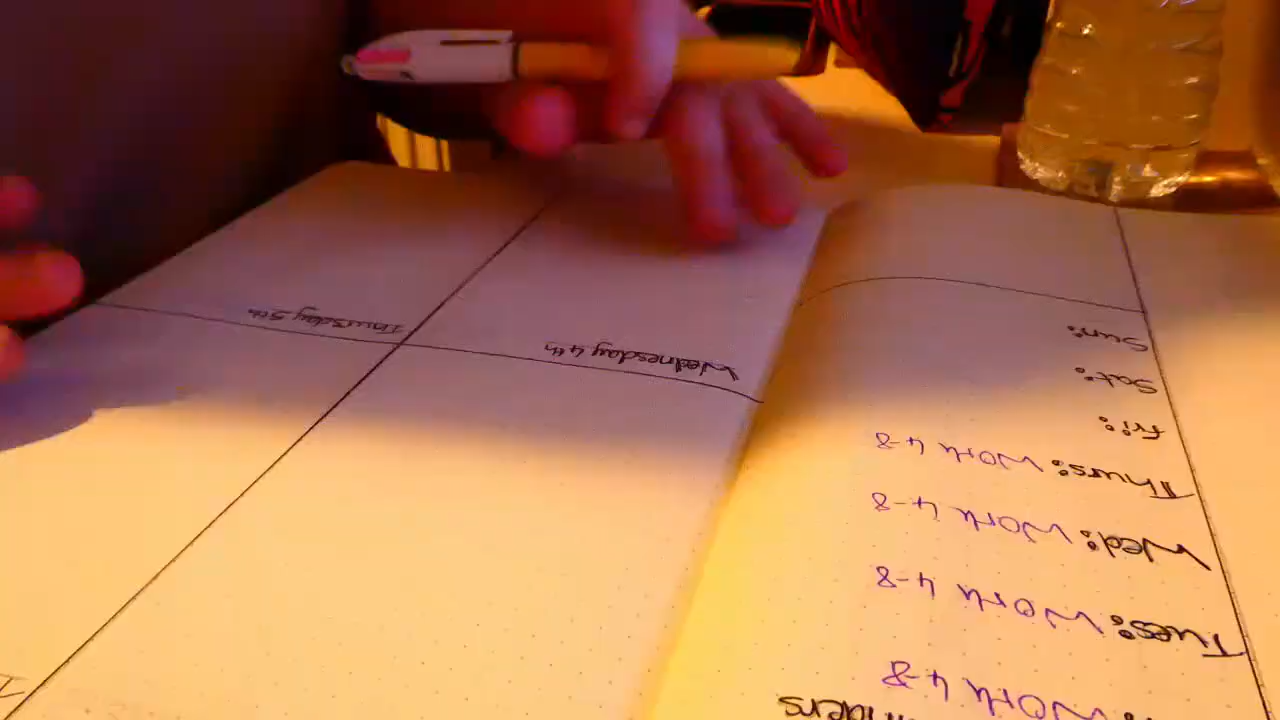 Wednesday 4th
Thursday 5th
Work 4-8
Tues: Work 4-8
Wed: Work 4-8
Thurs: Work 4-8
Fri:
Sat:
Sun: